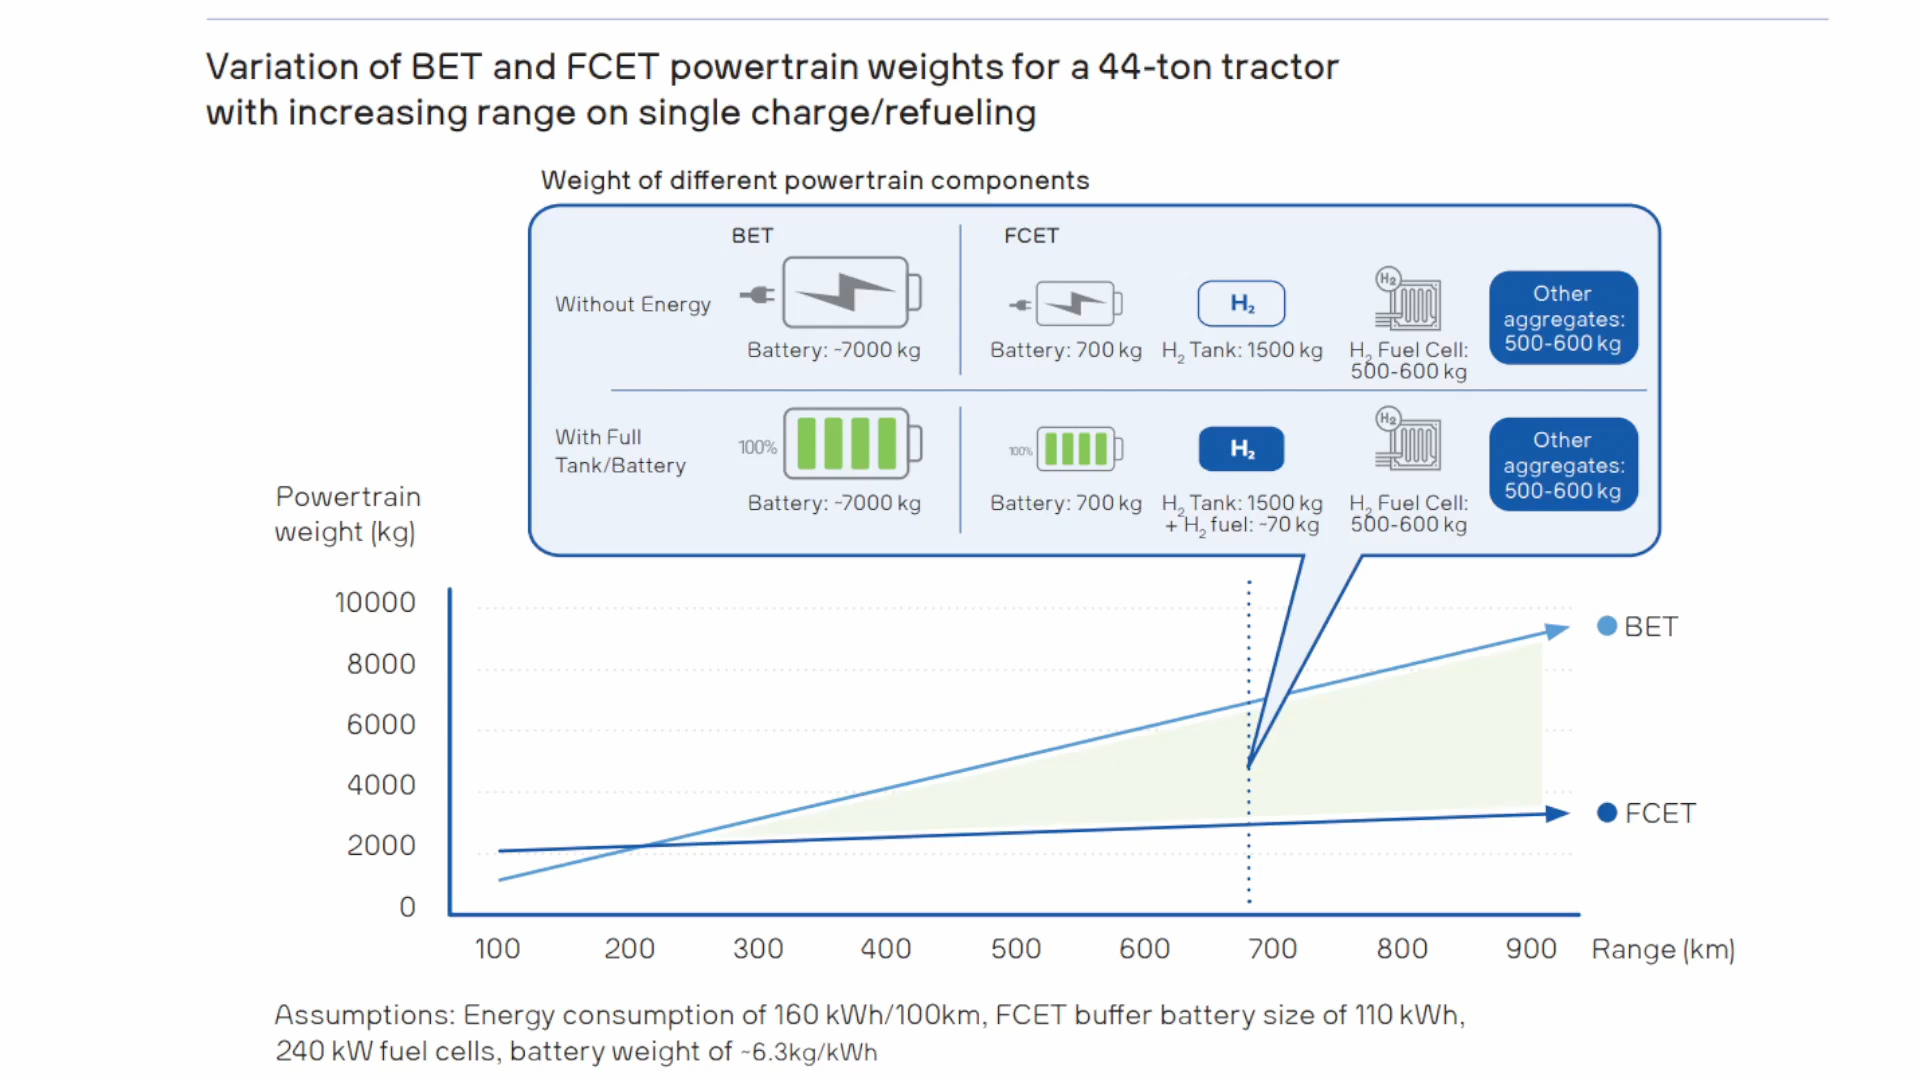 Variation of BET and FCET powertrain weights for a 44-ton tractor
with increasing range on single charge/refueling
Weight of different powertrain components
BET
FCET
Without Energy
Battery: ~7000 kg
Battery: 700 kg
H₂
H₂ Tank: 1500 kg
H₂
H₂ Fuel Cell:
500-600 kg
Other
aggregates:
500-600 kg
With Full
Tank/Battery
100%
Battery: ~7000 kg
100%
Battery: 700 kg
H₂
H₂ Tank: 1500 kg
+ H₂ fuel: ~70 kg
H₂
H₂ Fuel Cell:
500-600 kg
Other
aggregates:
500-600 kg
Powertrain
weight (kg)
10000
8000
6000
4000
2000
0
BET
FCET
100 200 300 400 500 600 700 800 900 Range (km)
Assumptions: Energy consumption of 160 kWh/100km, FCET buffer battery size of 110 kWh,
240 kW fuel cells, battery weight of ~6.3kg/kWh